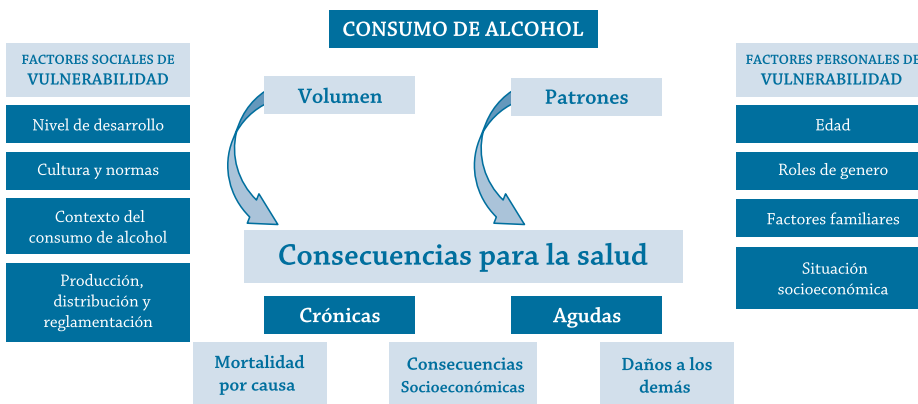 CONSUMO DE ALCOHOL
FACTORES SOCIALES DE
VULNERABILIDAD
Nivel de desarrollo
Cultura y normas
Contexto del
consumo de alcohol
Producción,
distribución y
reglamentación
Volumen
Patrones
Consecuencias para la salud
Crónicas
Agudas
Mortalidad
por causa
Consecuencias
Socioeconómicas
Daños a los
demás
FACTORES PERSONALES DE
VULNERABILIDAD
Edad
Roles de genero
Factores familiares
Situación
socioeconómica